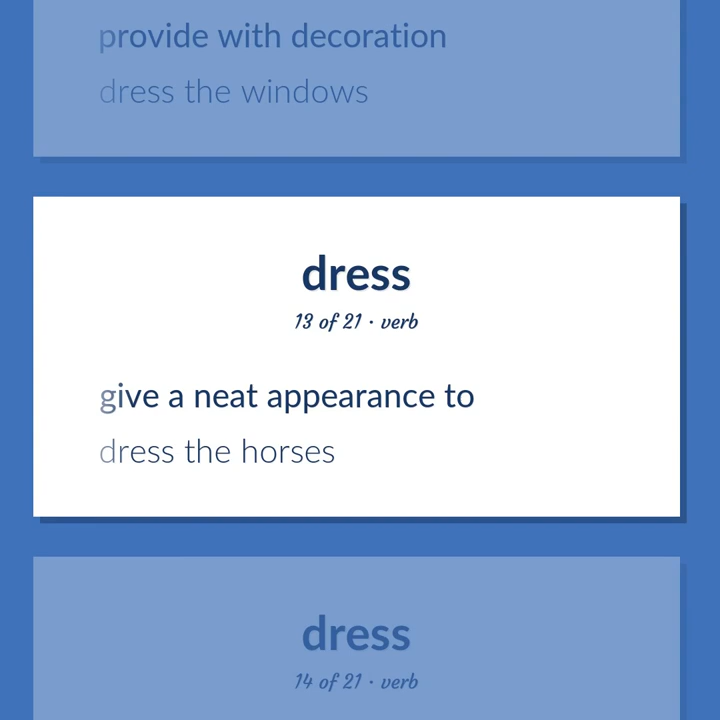 provide with decoration
dress the windows
dress
13 of 21 · verb
give a neat appearance to
dress the horses
dress
14 of 21 · verb